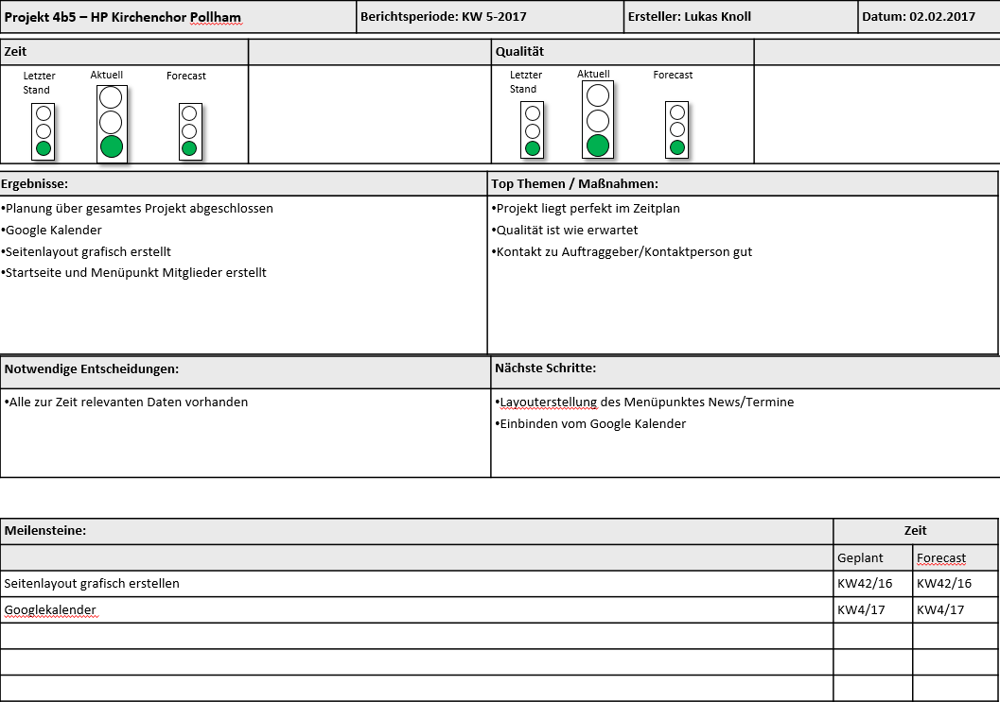 Projekt 4b5 – HP Kirchenchor Pollham
Berichtsperiode: KW 5-2017
Ersteller: Lukas Knoll
Datum: 02.02.2017
Zeit
Letzter
Stand
Aktuell
Forecast
Qualität
Letzter
Stand
Aktuell
Forecast
Ergebnisse:
•Planung über gesamtes Projekt abgeschlossen
•Google Kalender
•Seitenlayout grafisch erstellt
•Startseite und Menüpunkt Mitglieder erstellt
Top Themen / Maßnahmen:
•Projekt liegt perfekt im Zeitplan
•Qualität ist wie erwartet
•Kontakt zu Auftraggeber/Kontaktperson gut
Notwendige Entscheidungen:
•Alle zur Zeit relevanten Daten vorhanden
Nächste Schritte:
•Layouterstellung des Menüpunktes News/Termine
•Einbinden vom Google Kalender
Meilensteine:
Zeit
Geplant
Forecast
Seitenlayout grafisch erstellen
KW42/16
KW42/16
Googlekalender
KW4/17
KW4/17